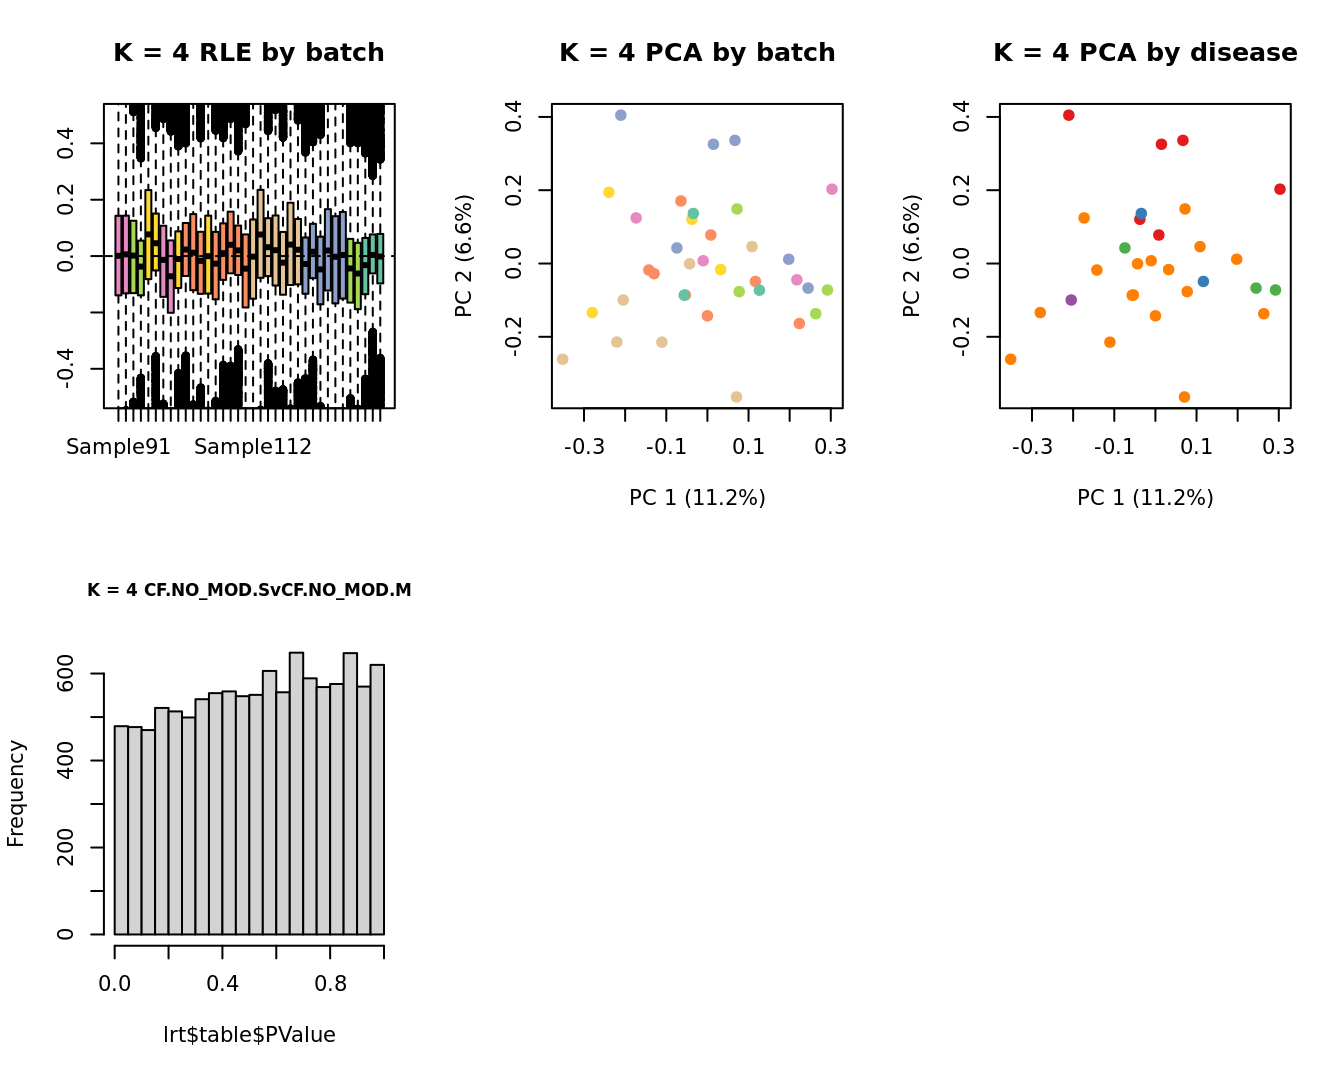 K = 4 RLE by batch
0.4
0.2
0.0
-0.4
Sample91 Sample112
K = 4 PCA by batch
PC 2 (6.6%)
0.4
0.2
0.0
-0.2
-0.3 -0.1 0.1 0.3
PC 1 (11.2%)
K = 4 PCA by disease
PC 2 (6.6%)
0.4
0.2
0.0
-0.2
-0.3 -0.1 0.1 0.3
PC 1 (11.2%)
K = 4 CF.NO_MOD.SvCF.NO_MOD.M
Frequency
600
400
200
0
0.0 0.4 0.8
lrt$table$PValue